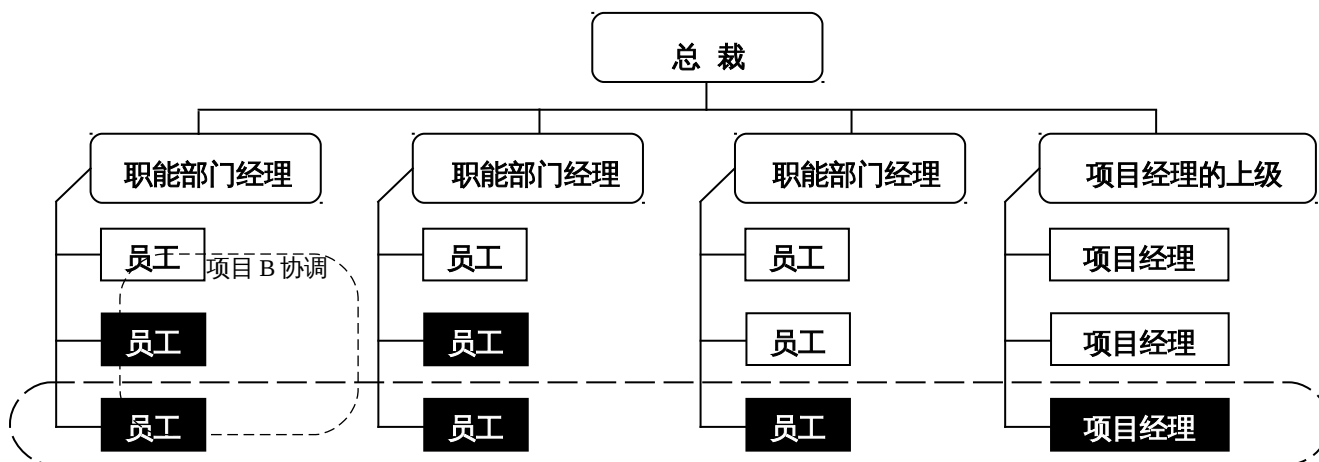 总 裁
职能部门经理 职能部门经理 职能部门经理 项目经理的上级
员工 项目 B 协调 员工 员工 项目经理
员工 员工 员工 项目经理
员工 员工 员工 项目经理